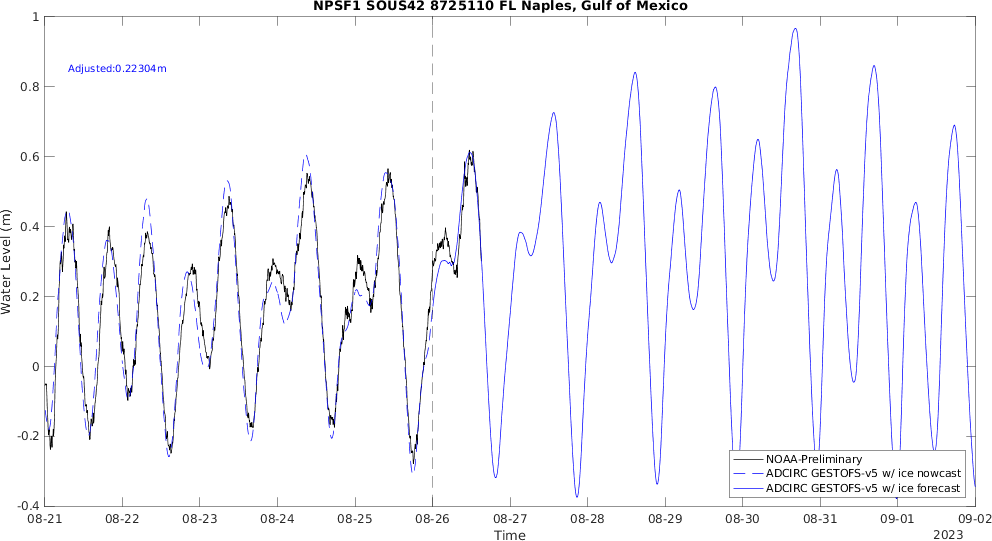 NPSF1 SOUS42 8725110 FL Naples, Gulf of Mexico
Adjusted:0.22304m
Water Level (m)
1
0.8
0.6
0.4
0.2
0
-0.2
-0.4
NOAA-Preliminary
ADCIRC GESTOFS-v5 w/ ice nowcast
ADCIRC GESTOFS-v5 w/ ice forecast
08-21 08-22 08-23 08-24 08-25 08-26 08-27 08-28 08-29 08-30 08-31 09-01 09-02
Time
2023